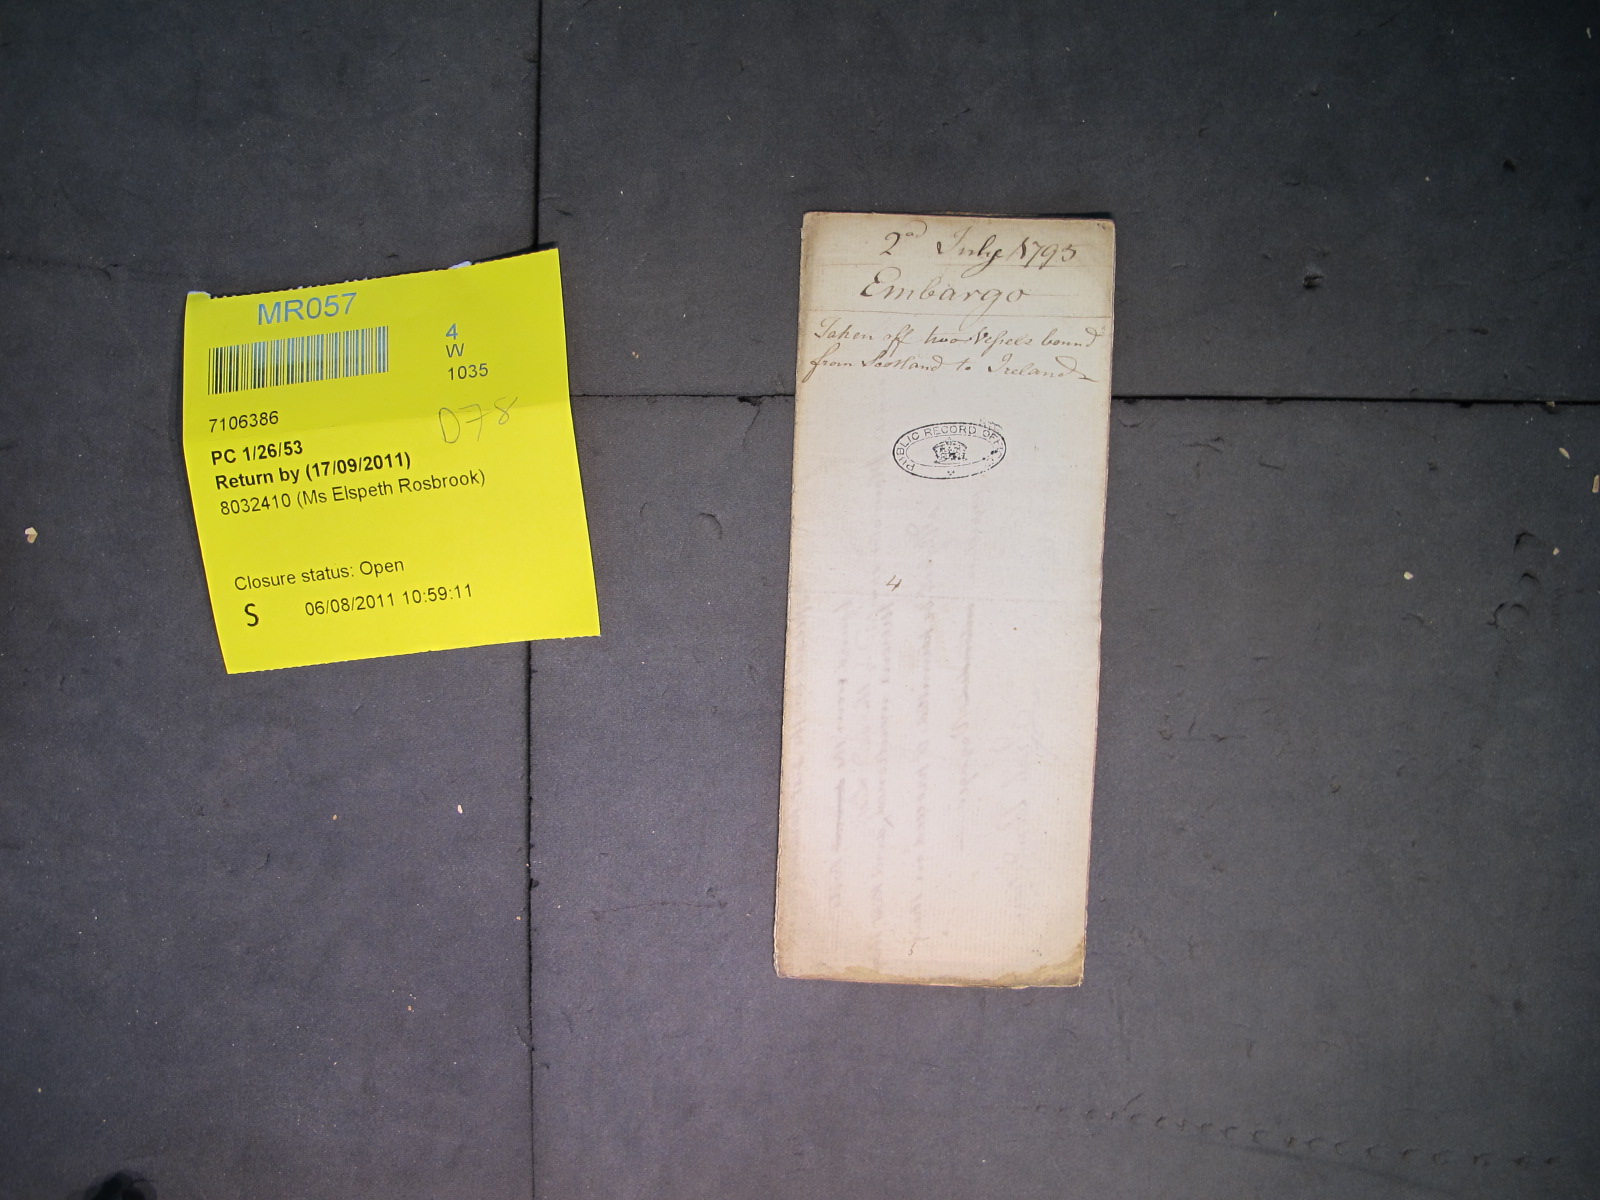 MR057
4
W
1035
7106386
D78
PC 1/26/53
Return by (17/09/2011)
8032410 (Ms Elspeth Rosbrook)
Closure status: Open
S 06/08/2011 10:59:11
2d July 1795
Embargo
Taken off two Vessels bound
from Scotland to Ireland
PUBLIC RECORD OFFICE
4